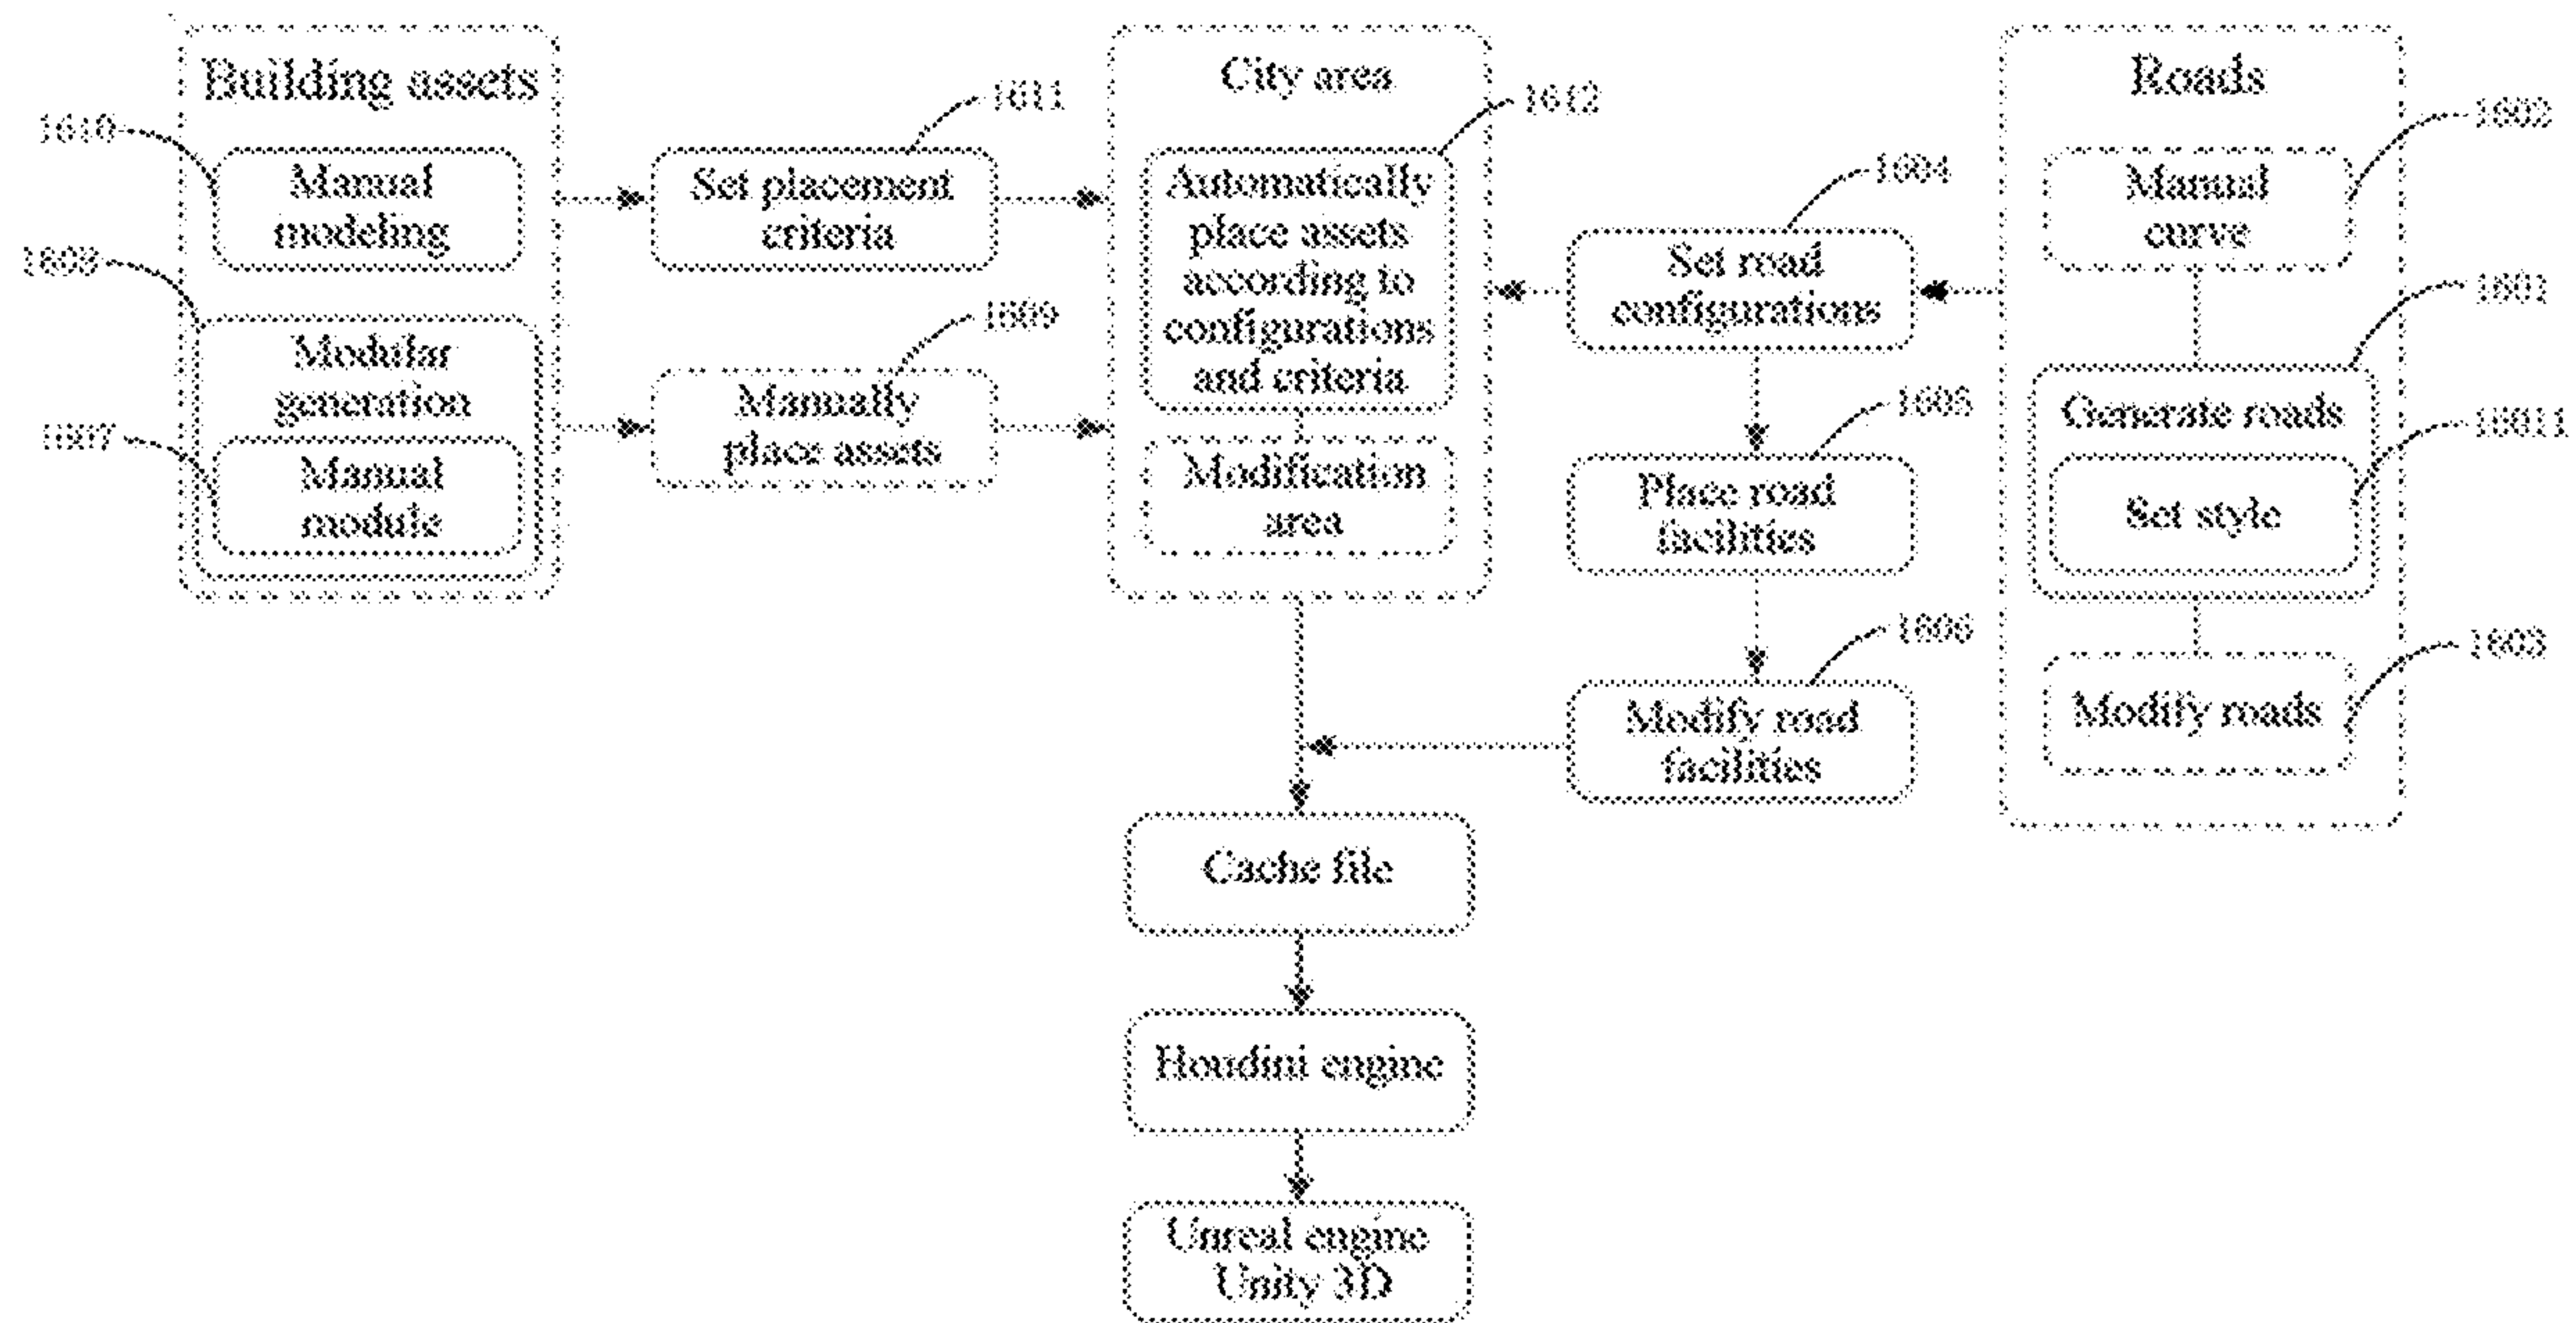 Building assets
1610
Manual
modeling
1608
Modular
generation
1607
Manual
module
1611
Set placement
criteria
1609
Manually
place assets
City area
1612
Automatically
place assets
according to
configurations
and criteria
Modification
area
1604
Set road
configurations
1605
Place road
facilities
1606
Modify road
facilities
Roads
1602
Manual
curve
1601
Generate roads
16011
Set style
1603
Modify roads
Cache file
Houdini engine
Unreal engine
Unity 3D